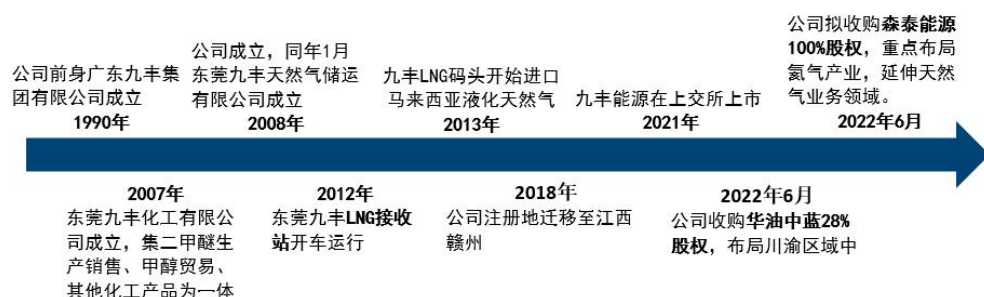 公司前身广东九丰集
团有限公司成立
1990年
公司成立，同年1月
东莞九丰天然气储运
有限公司成立
2008年
九丰LNG码头开始进口
马来西亚液化天然气
2013年
九丰能源在上交所上市
2021年
公司拟收购森泰能源
100%股权，重点布局
氦气产业，延伸天然
气业务领域。
2022年6月
2007年
东莞九丰化工有限公
司成立，集二甲醚生
产销售、甲醇贸易、
其他化工产品为一体
2012年
东莞九丰LNG接收
站开车运行
2018年
公司注册地迁移至江西
赣州
2022年6月
公司收购华油中蓝28%
股权，布局川渝区域中